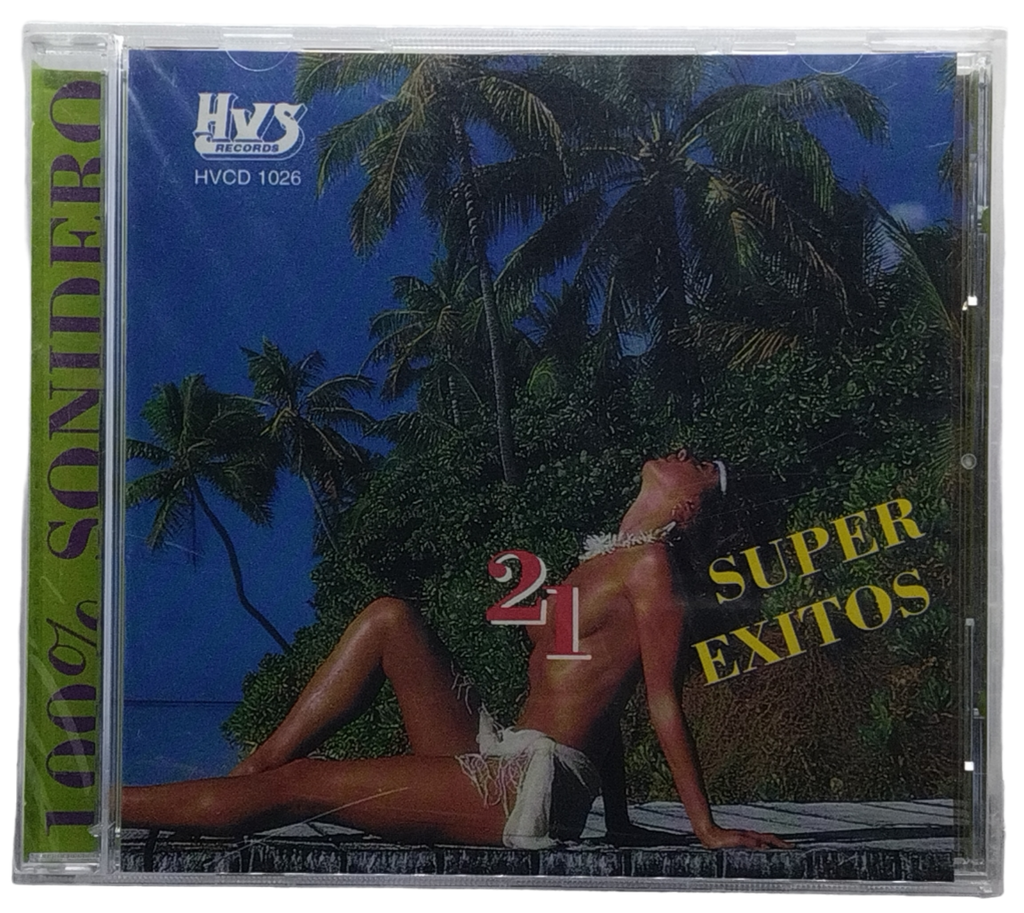 100% SONIDERO
HVS
RECORDS
HVCD 1026
21
SUPER
EXITOS